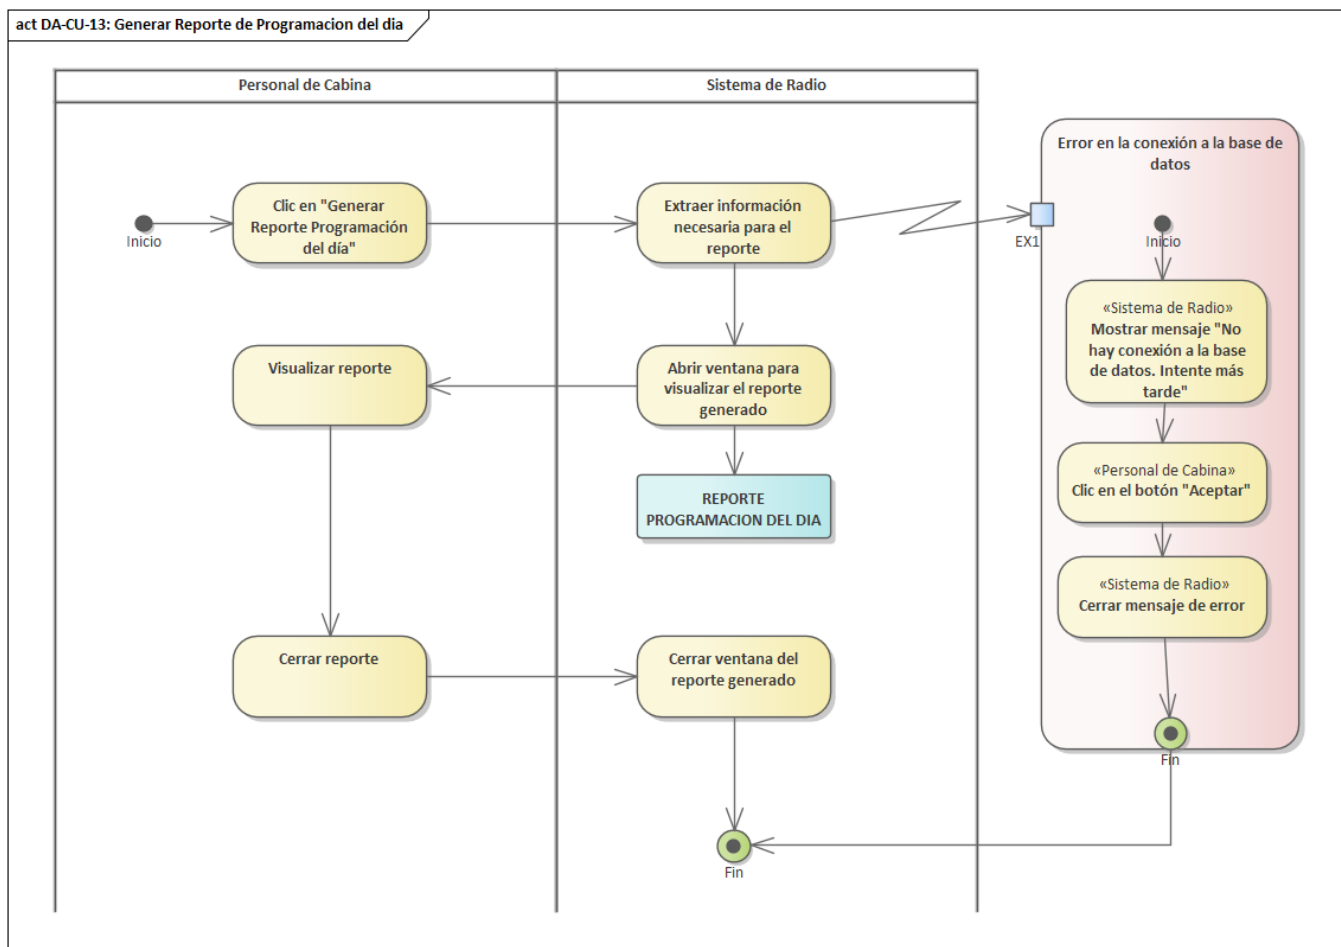 act DA-CU-13: Generar Reporte de Programacion del dia
Personal de Cabina
Sistema de Radio
Error en la conexión a la base de
datos
Clic en "Generar
Reporte Programación
del día"
Extraer información
necesaria para el
reporte
Inicio
EX1
Inicio
«Sistema de Radio»
Mostrar mensaje "No
hay conexión a la base
de datos. Intente más
tarde"
Visualizar reporte
Abrir ventana para
visualizar el reporte
generado
«Personal de Cabina»
Clic en el botón "Aceptar"
REPORTE
PROGRAMACION DEL DIA
«Sistema de Radio»
Cerrar mensaje de error
Cerrar reporte
Cerrar ventana del
reporte generado
Fin
Fin